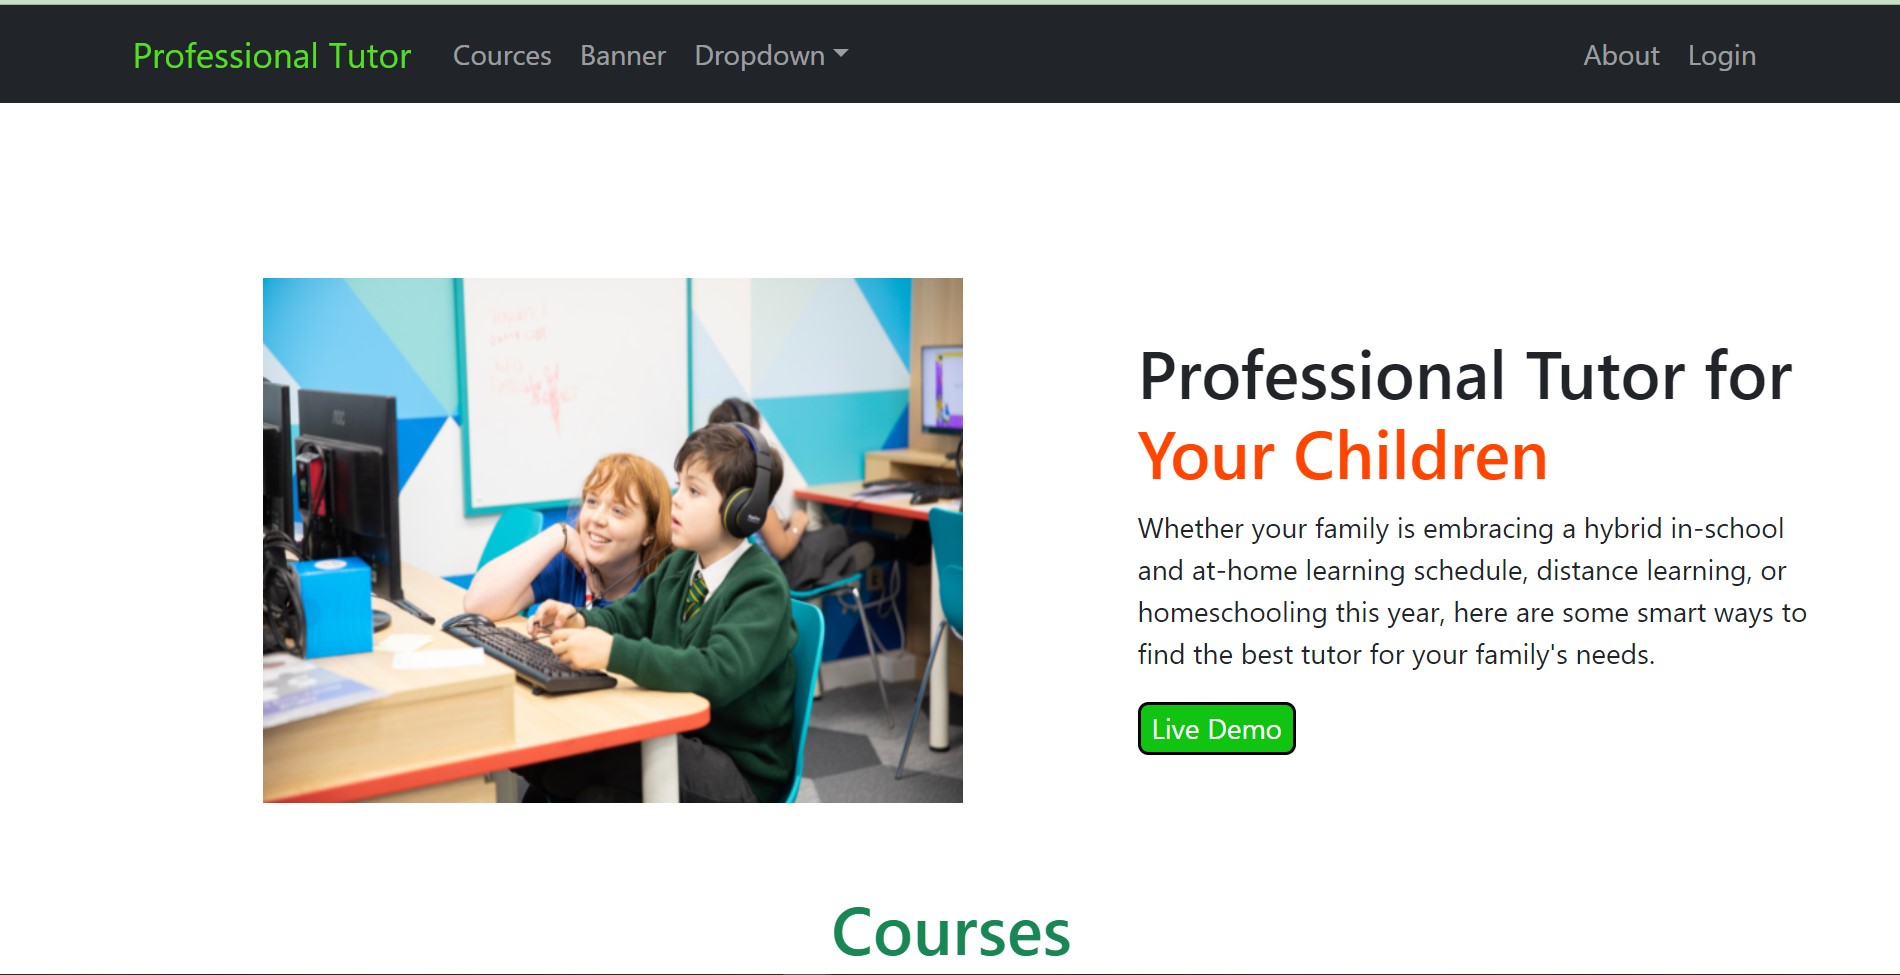 Professional Tutor Cources Banner Dropdown About Login
Professional Tutor for
Your Children
Whether your family is embracing a hybrid in-school
and at-home learning schedule, distance learning, or
homeschooling this year, here are some smart ways to
find the best tutor for your family's needs.
Live Demo
Courses